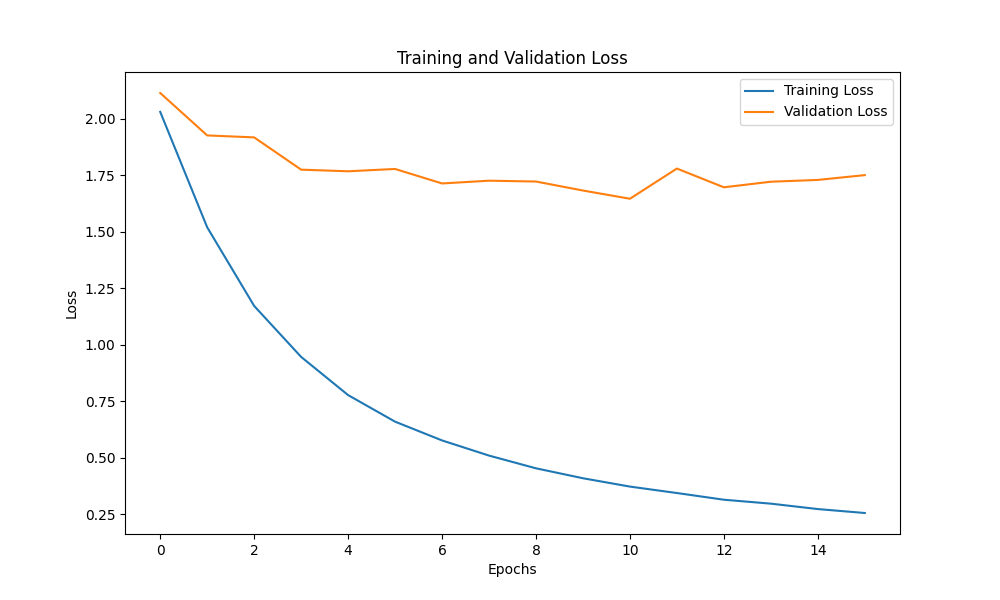 Training and Validation Loss
Training Loss
Validation Loss
2.00
1.75
1.50
1.25
1.00
0.75
0.50
0.25
Loss
0 2 4 6 8 10 12 14
Epochs